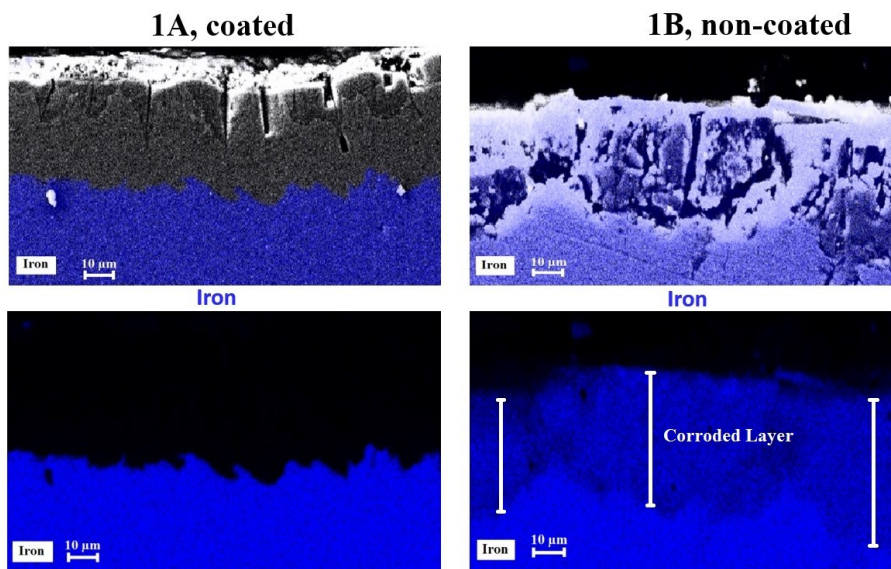 1A, coated
1B, non-coated
Iron
10 µm
Iron
10 µm
Iron
Iron
Corroded Layer
Iron
10 µm
Iron
10 µm